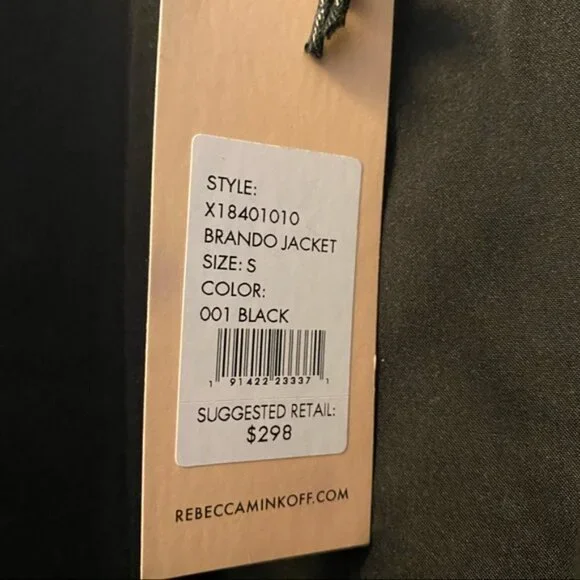 STYLE:
X18401010
BRANDO JACKET
SIZE: S
COLOR:
001 BLACK
1 91422 23337 1
SUGGESTED RETAIL:
$298
REBECCAMINKOFF.COM